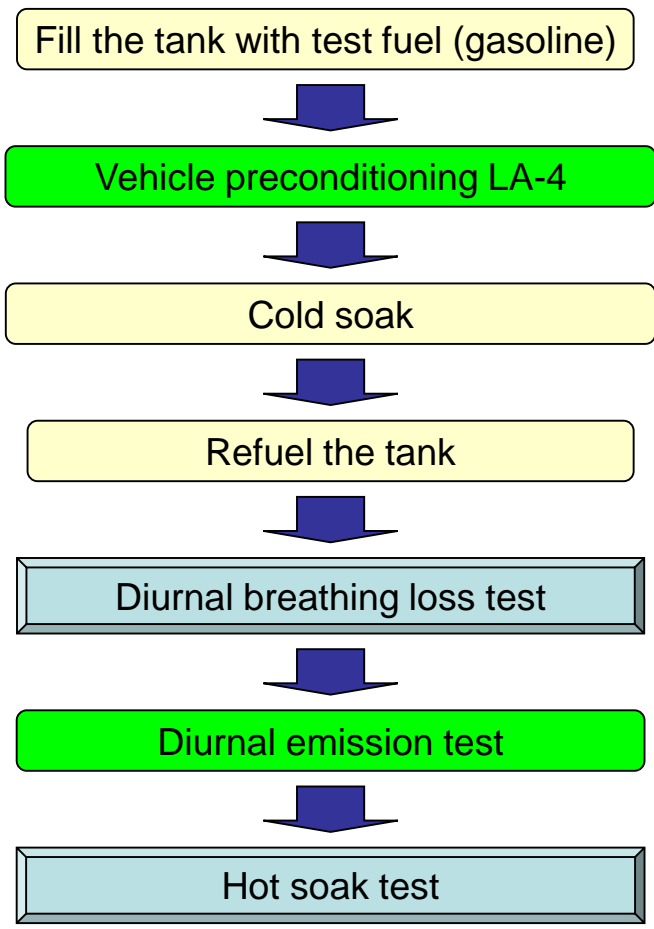 Fill the tank with test fuel (gasoline)
Vehicle preconditioning LA-4
Cold soak
Refuel the tank
Diurnal breathing loss test
Diurnal emission test
Hot soak test